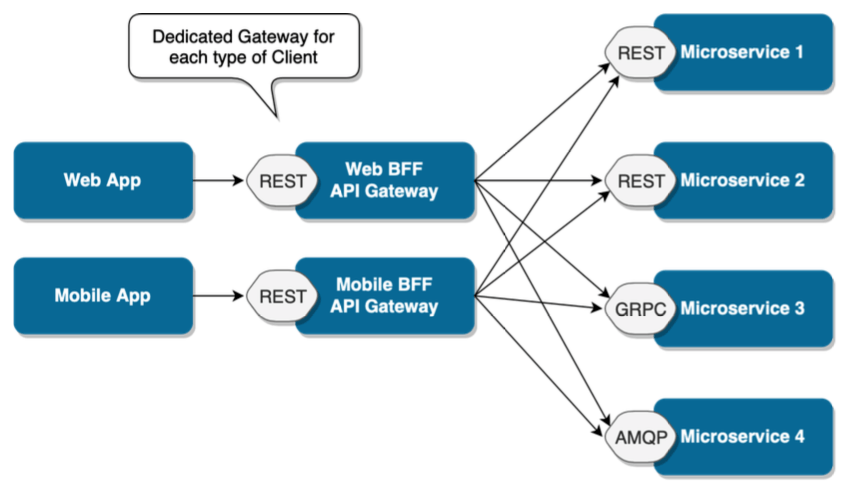 Dedicated Gateway for
each type of Client
REST
Microservice 1
Web App
REST
Web BFF
API Gateway
REST
Microservice 2
Mobile App
REST
Mobile BFF
API Gateway
GRPC
Microservice 3
AMQP
Microservice 4